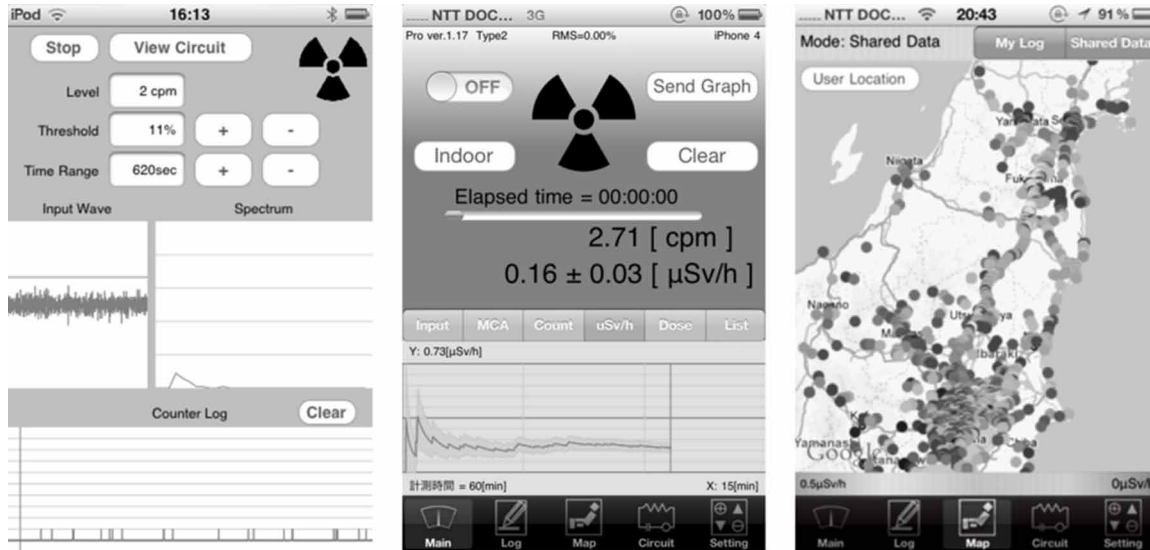 iPod 16:13
Stop View Circuit
Level 2 cpm
Threshold 11% + -
Time Range 620sec + -
Input Wave Spectrum
Counter Log Clear
NTT DOC... 3G 100%
Pro ver.1.17 Type2 RMS=0.00% iPhone 4
OFF Send Graph
Indoor Clear
Elapsed time = 00:00:00
2.71 [ cpm ]
0.16 ± 0.03 [ µSv/h ]
Input MCA Count uSv/h Dose List
Y: 0.73[µSv/h]
計測時間 = 60[min] X: 15[min]
Main Log Map Circuit Setting
NTT DOC... 20:43 91%
Mode: Shared Data My Log Shared Data
User Location
Niigata
Nagano
Ibaraki
Chiba
Google
0.5µSv/h 0µSv/h
Main Log Map Circuit Setting